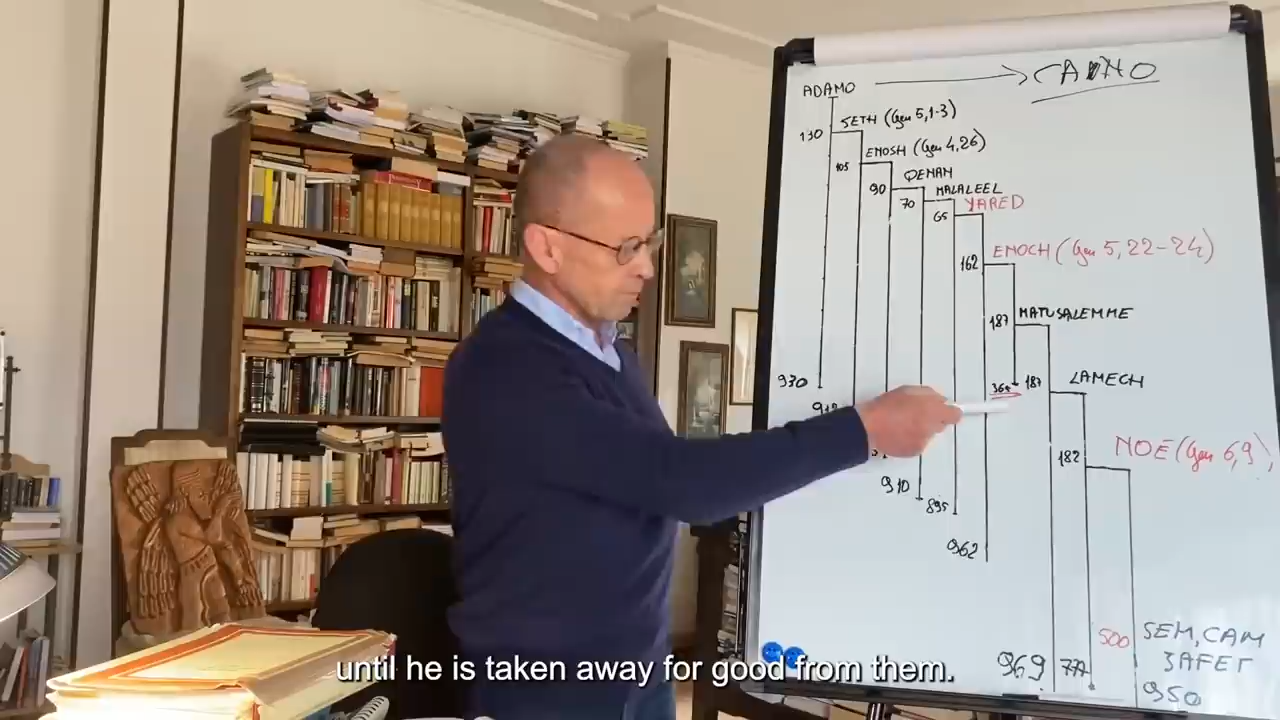 ADAMO → CAINO
130 SETH (Gen 5,1-3)
105 ENOSH (Gen 4,26)
90 QENAN
70 MALALEEL
65 YARED
162 ENOCH (Gen 5, 22-24)
187 MATUSALEMME
930 365 187 LAMECH
912
182 NOE (Gen 6,9),
910
895
962
500 SEM, CAM
JAFET
969 777 950
until he is taken away for good from them.